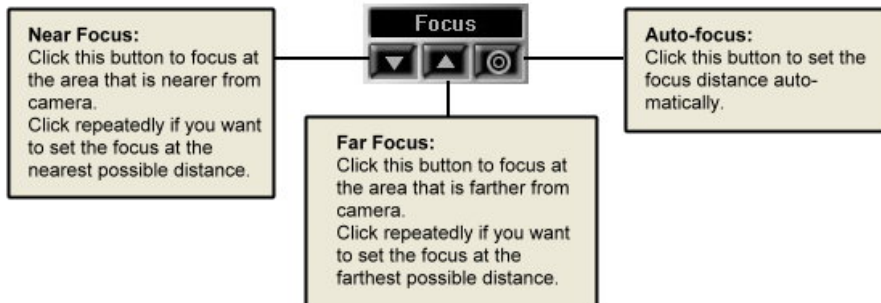 Focus
Near Focus:
Click this button to focus at
the area that is nearer from
camera.
Click repeatedly if you want
to set the focus at the
nearest possible distance.
Far Focus:
Click this button to focus at
the area that is farther from
camera.
Click repeatedly if you want
to set the focus at the
farthest possible distance.
Auto-focus:
Click this button to set the
focus distance auto-
matically.